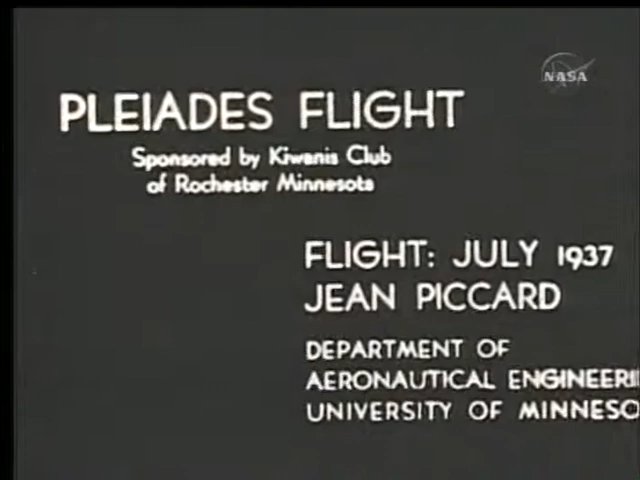 NASA
PLEIADES FLIGHT
Sponsored by Kiwanis Club
of Rochester Minnesota
FLIGHT: JULY 1937
JEAN PICCARD
DEPARTMENT OF
AERONAUTICAL ENGINEERI
UNIVERSITY OF MINNESO